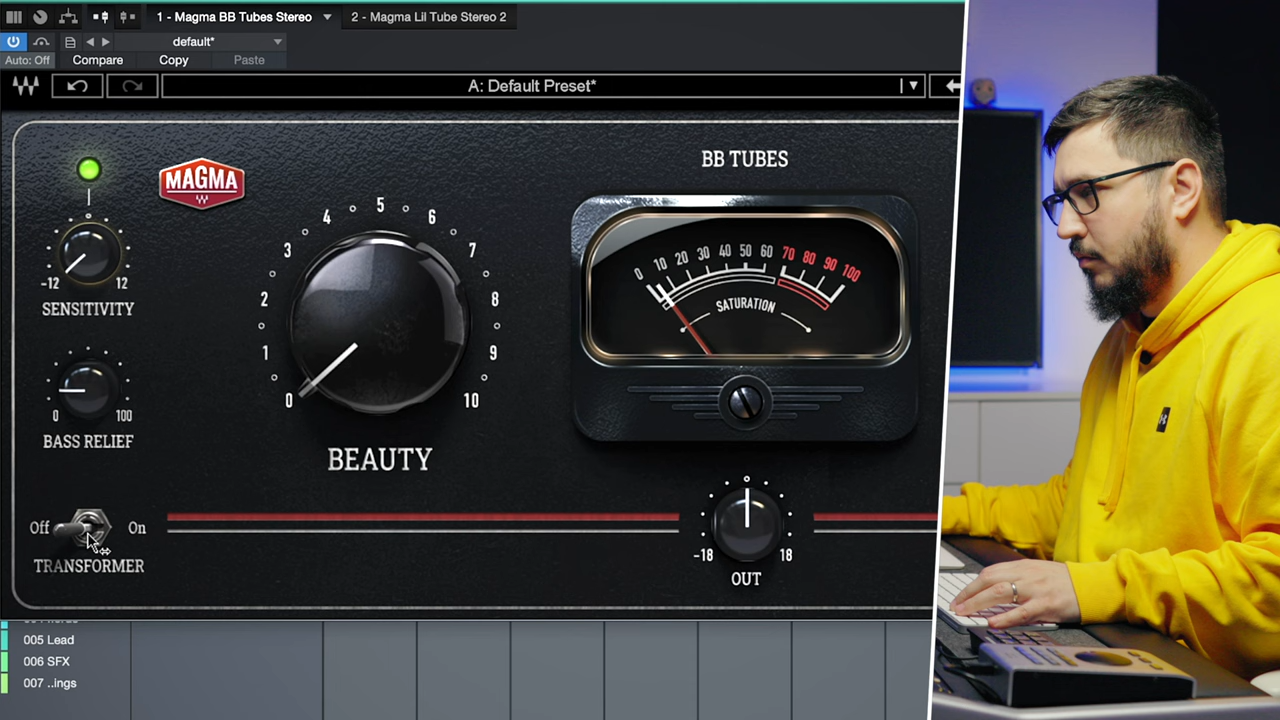 1 - Magma BB Tubes Stereo
2 - Magma Lil Tube Stereo 2
default*
Auto: Off
Compare
Copy
Paste
A: Default Preset*
MAGMA
BB TUBES
-12
12
SENSITIVITY
0
100
BASS RELIEF
Off
On
TRANSFORMER
0
1
2
3
4
5
6
7
8
9
10
BEAUTY
0 10 20 30 40 50 60 70 80 90 100
SATURATION
-18
18
OUT
005 Lead
006 SFX
007 ..ings